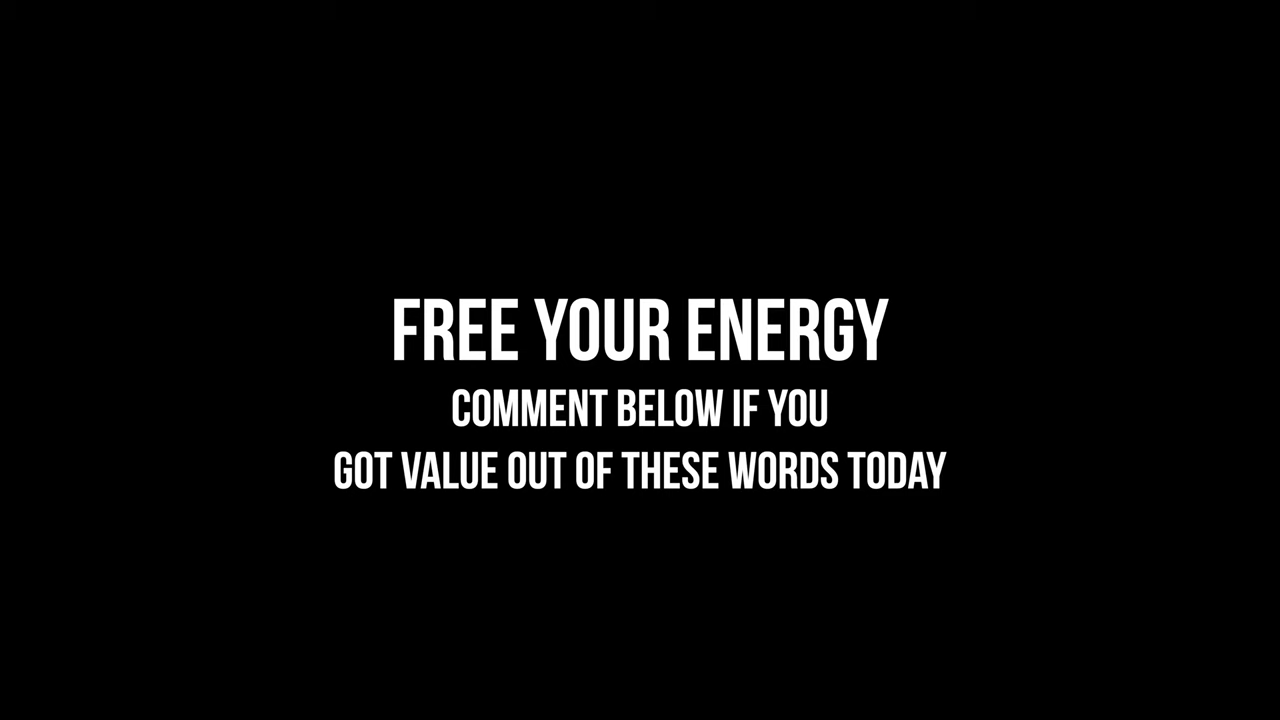 FREE YOUR ENERGY
COMMENT BELOW IF YOU
GOT VALUE OUT OF THESE WORDS TODAY